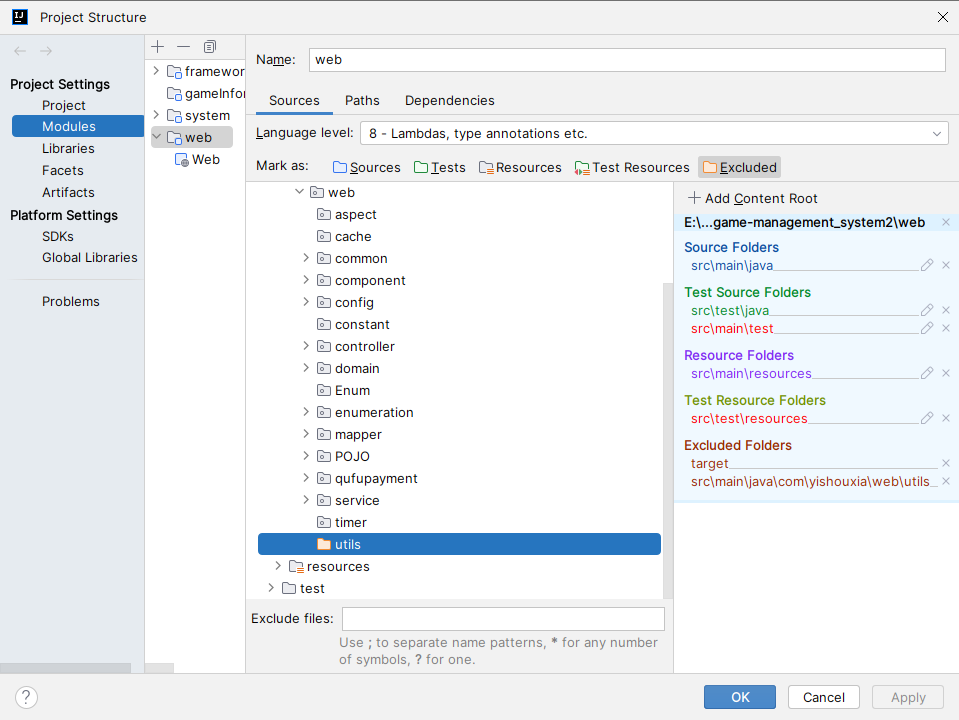 Project Structure
Project Settings
Project
Modules
Libraries
Facets
Artifacts
Platform Settings
SDKs
Global Libraries
Problems
framewor
gameInfor
system
web
Web
Name:
web
Sources
Paths
Dependencies
Language level:
8 - Lambdas, type annotations etc.
Mark as:
Sources
Tests
Resources
Test Resources
Excluded
web
aspect
cache
common
component
config
constant
controller
domain
Enum
enumeration
mapper
POJO
qufupayment
service
timer
utils
resources
test
Exclude files:
Use ; to separate name patterns, * for any number
of symbols, ? for one.
Add Content Root
E:\...game-management_system2\web
Source Folders
src\main\java
Test Source Folders
src\test\java
src\main\test
Resource Folders
src\main\resources
Test Resource Folders
src\test\resources
Excluded Folders
target
src\main\java\com\yishouxia\web\utils
?
OK
Cancel
Apply